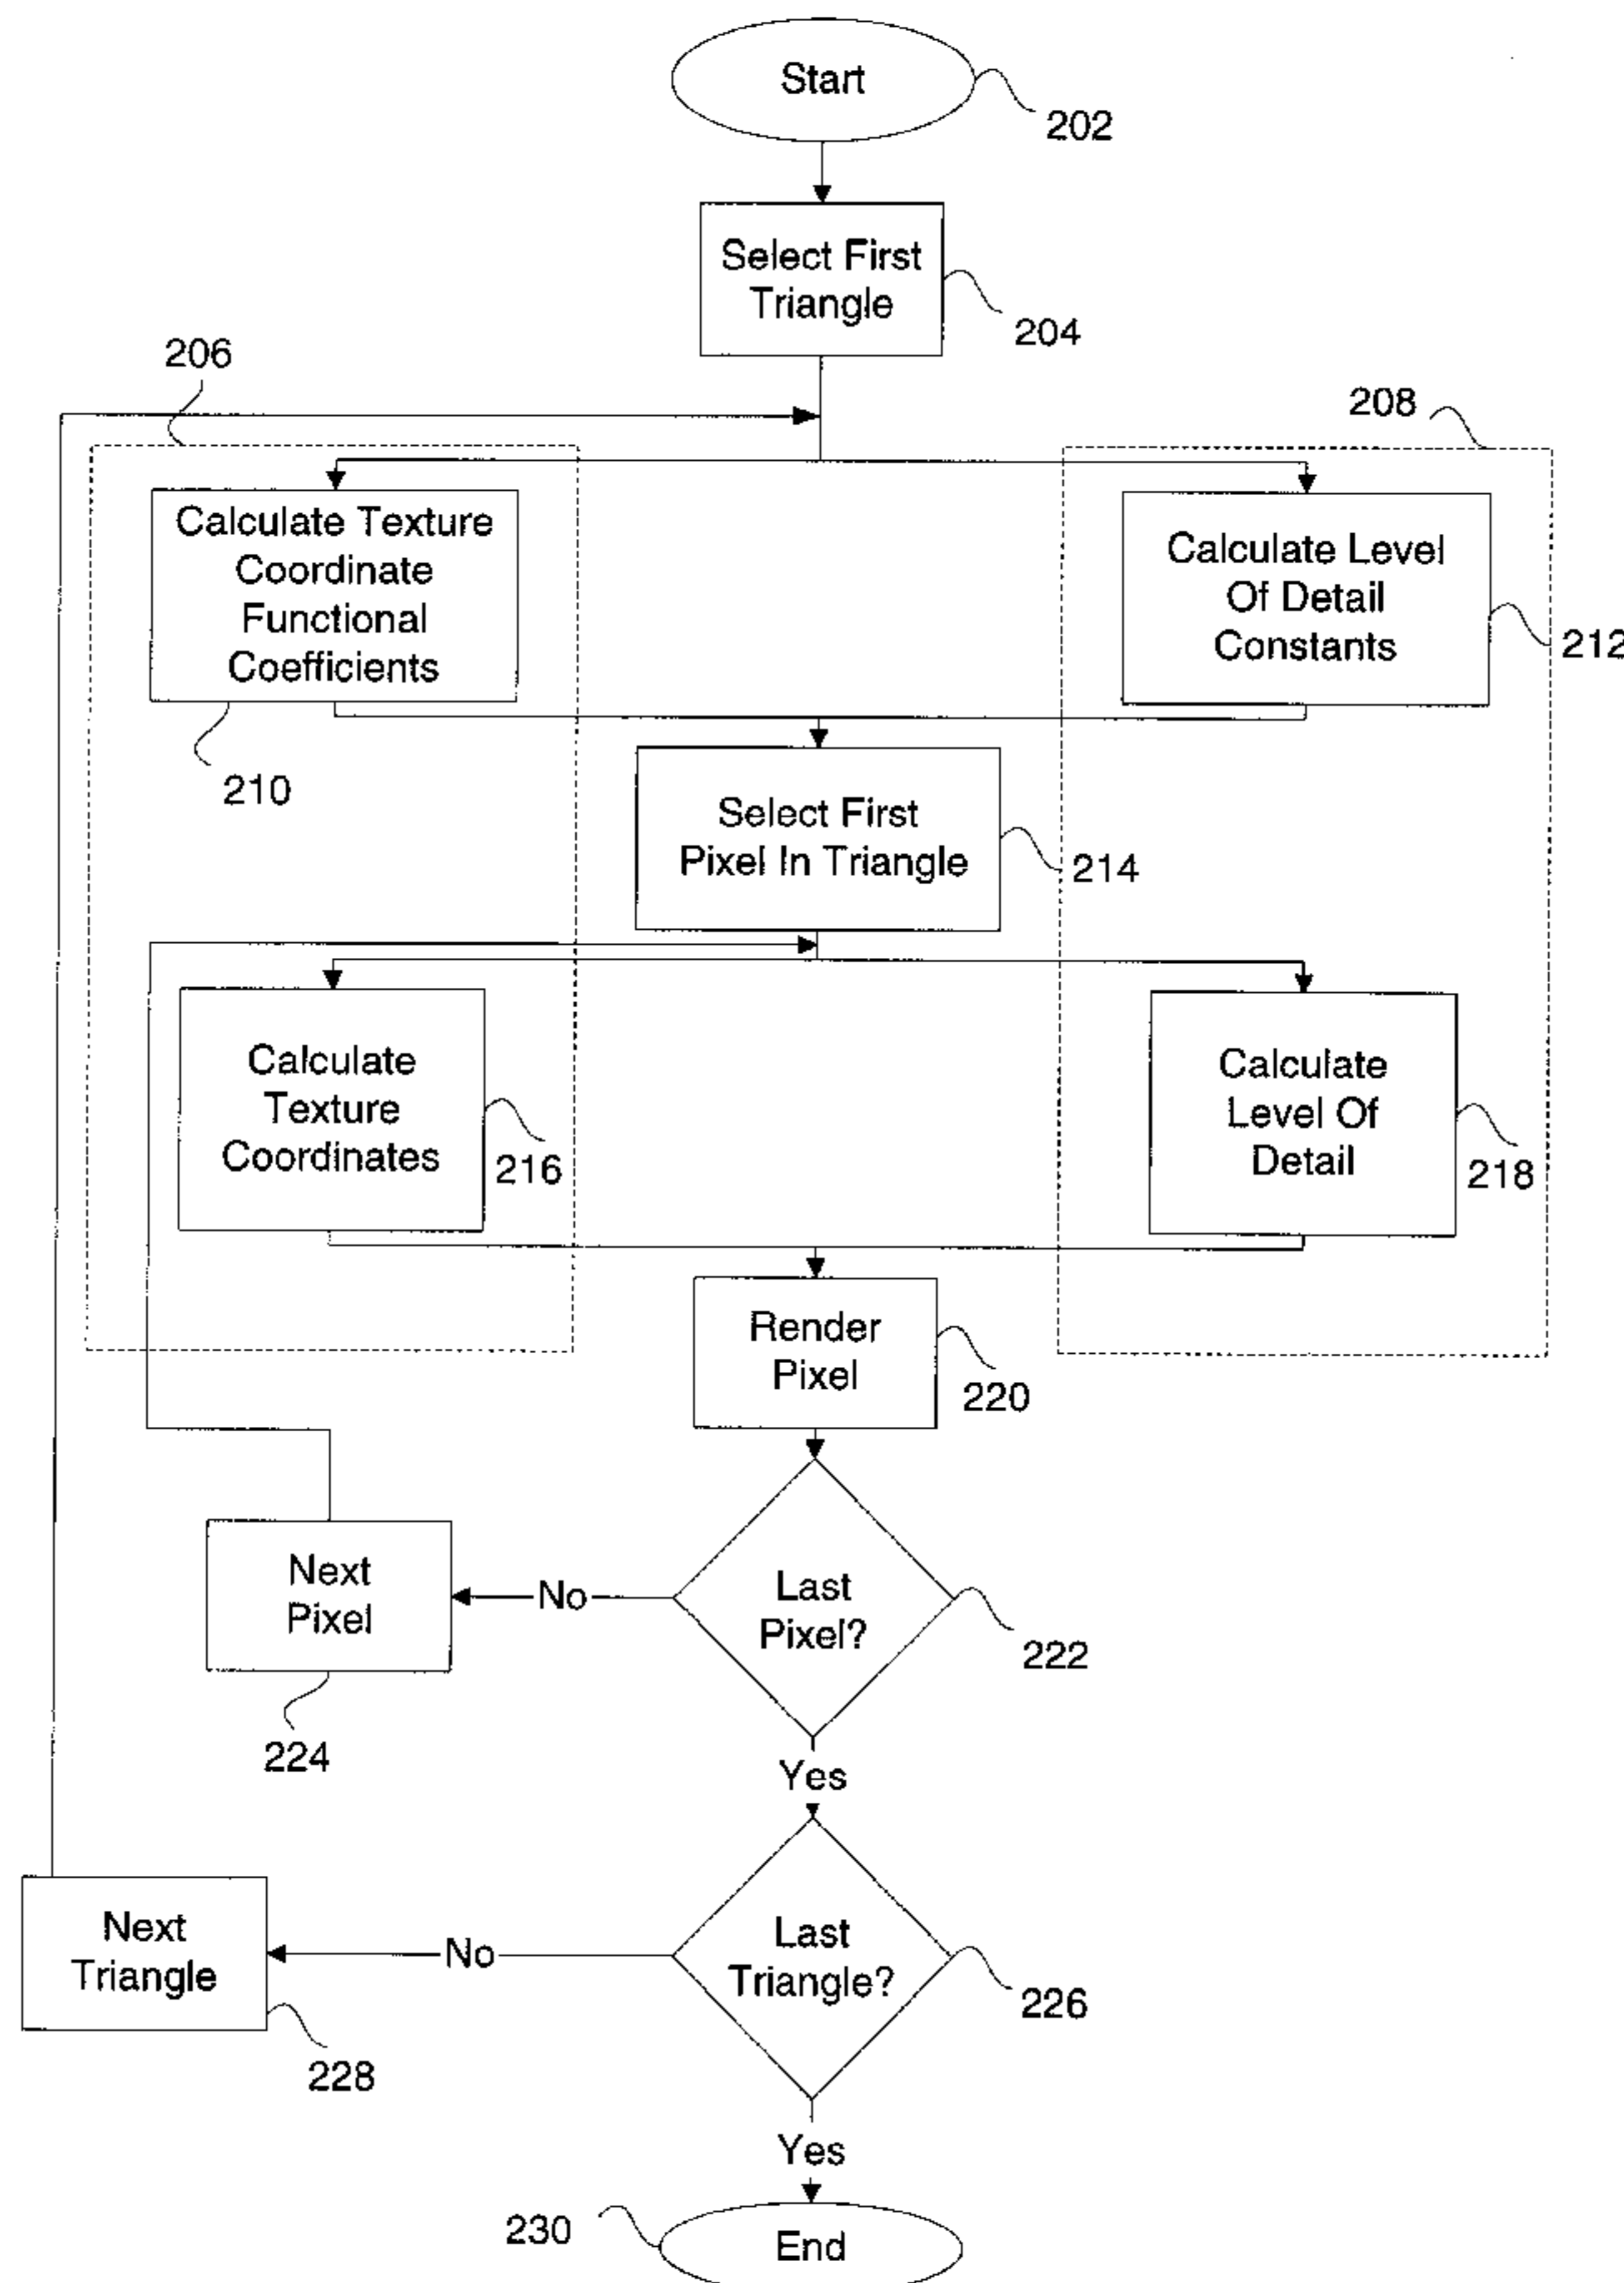 Start
202
Select First
Triangle
204
206
208
Calculate Texture
Coordinate
Functional
Coefficients
210
Calculate Level
Of Detail
Constants
212
Select First
Pixel In Triangle
214
Calculate
Texture
Coordinates
216
Calculate
Level Of
Detail
218
Render
Pixel
220
Last
Pixel?
222
No
Next
Pixel
224
Yes
Last
Triangle?
226
No
Next
Triangle
228
Yes
230
End